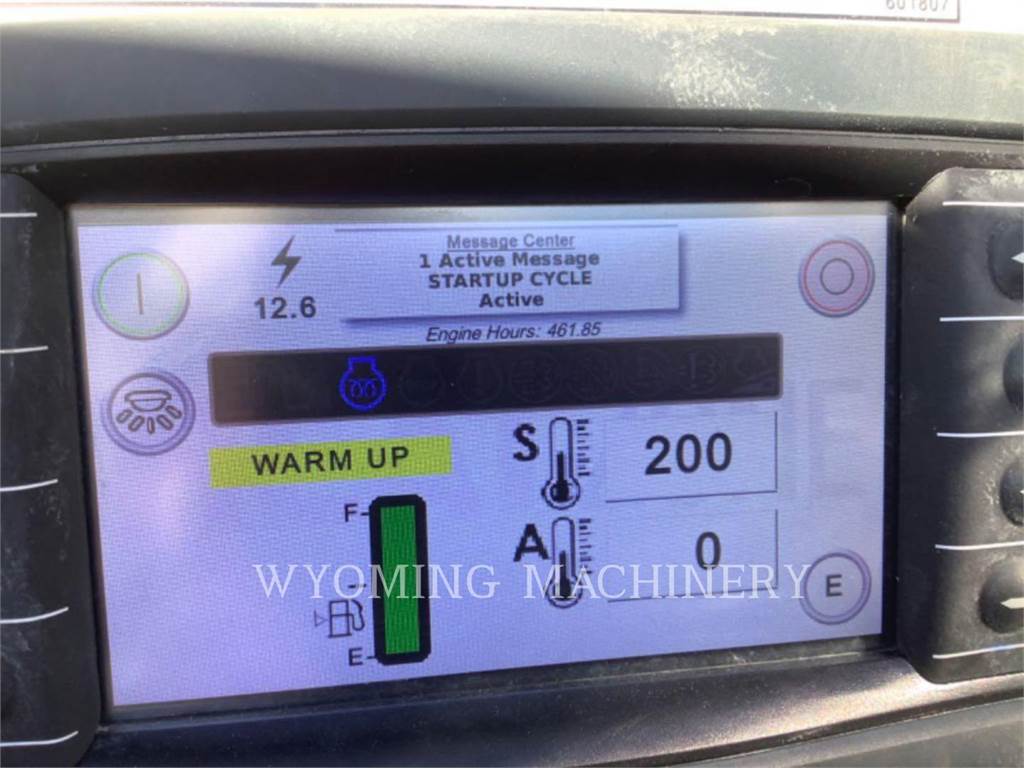 601807
Message Center
1 Active Message
STARTUP CYCLE
Active
12.6
Engine Hours: 461.85
WARM UP
S
200
F
A
0
E
E
WYOMING MACHINERY